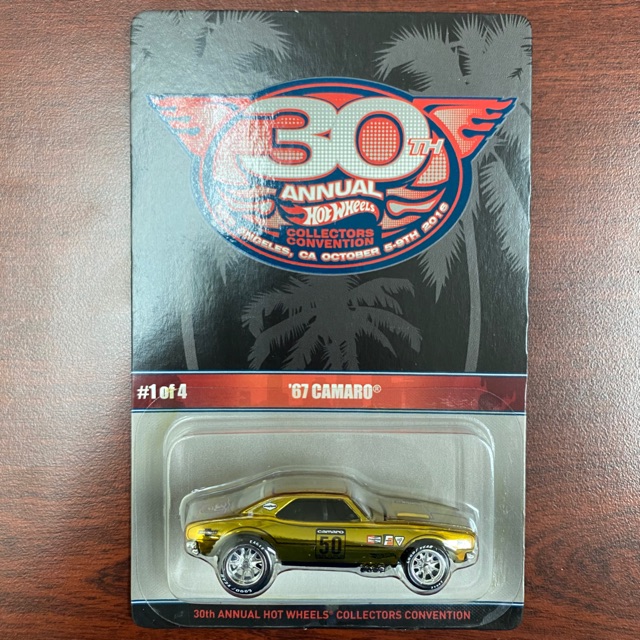 30TH
ANNUAL
Hot Wheels
COLLECTORS
CONVENTION
ANGELES, CA OCTOBER 5-9TH 2016
#1 of 4
'67 CAMARO®
Camaro
50
30th ANNUAL HOT WHEELS® COLLECTORS CONVENTION